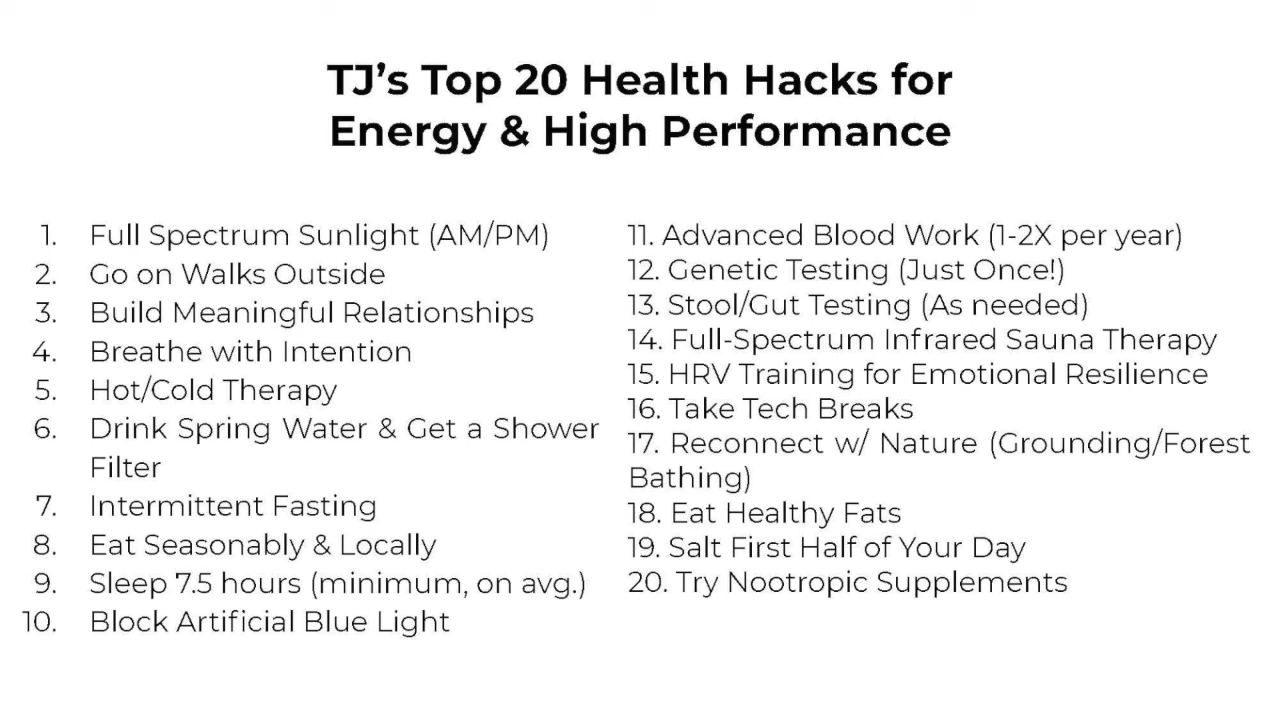 TJ’s Top 20 Health Hacks for
Energy & High Performance
1. Full Spectrum Sunlight (AM/PM)
2. Go on Walks Outside
3. Build Meaningful Relationships
4. Breathe with Intention
5. Hot/Cold Therapy
6. Drink Spring Water & Get a Shower
Filter
7. Intermittent Fasting
8. Eat Seasonably & Locally
9. Sleep 7.5 hours (minimum, on avg.)
10. Block Artificial Blue Light
11. Advanced Blood Work (1-2X per year)
12. Genetic Testing (Just Once!)
13. Stool/Gut Testing (As needed)
14. Full-Spectrum Infrared Sauna Therapy
15. HRV Training for Emotional Resilience
16. Take Tech Breaks
17. Reconnect w/ Nature (Grounding/Forest
Bathing)
18. Eat Healthy Fats
19. Salt First Half of Your Day
20. Try Nootropic Supplements